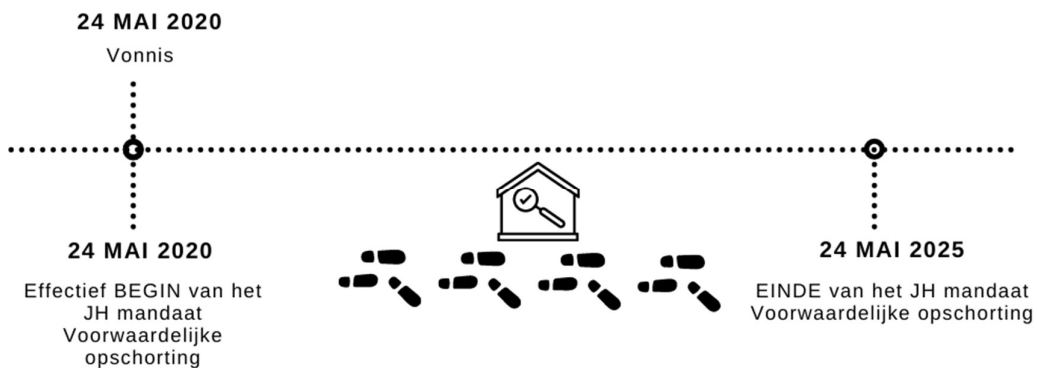 24 MAI 2020
Vonnis
24 MAI 2020
Effectief BEGIN van het
JH mandaat
Voorwaardelijke
opschorting
24 MAI 2025
EINDE van het JH mandaat
Voorwaardelijke opschorting